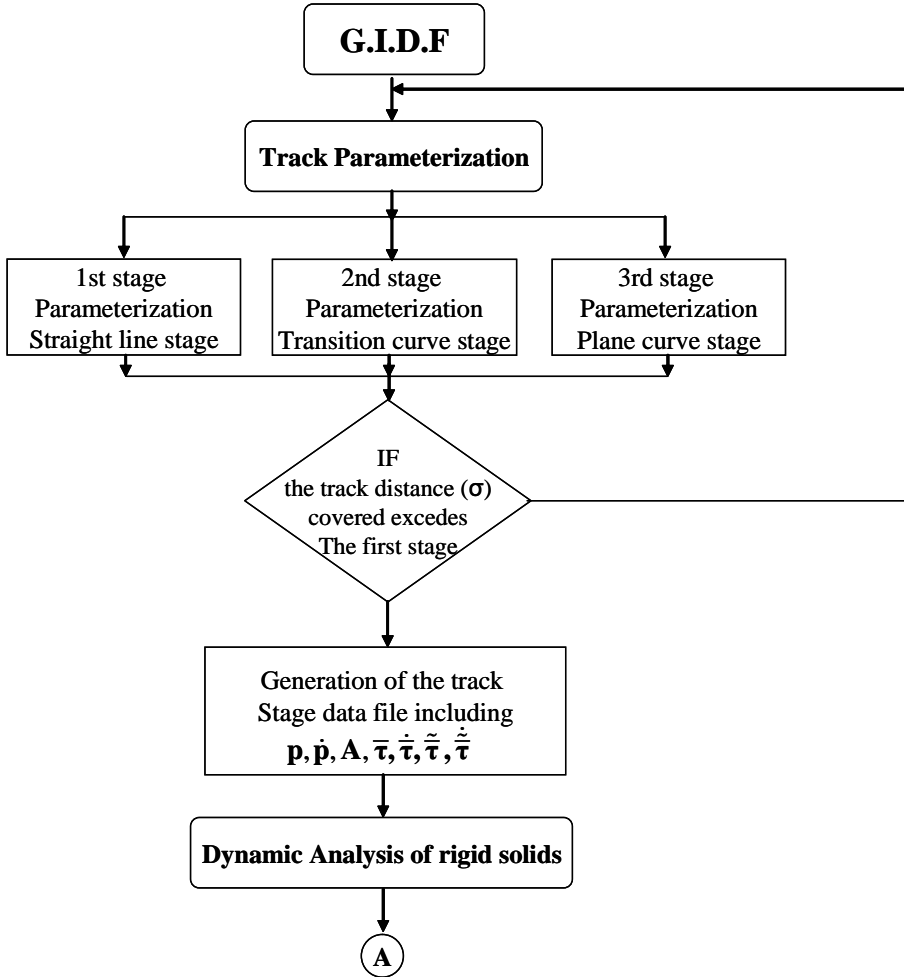 G.I.D.F
Track Parameterization
1st stage
Parameterization
Straight line stage
2nd stage
Parameterization
Transition curve stage
3rd stage
Parameterization
Plane curve stage
IF
the track distance (σ)
covered excedes
The first stage
Generation of the track
Stage data file including
p, ṗ, A, τ̄, τ̄̇, τ̄̃, τ̄̃̇
Dynamic Analysis of rigid solids
A